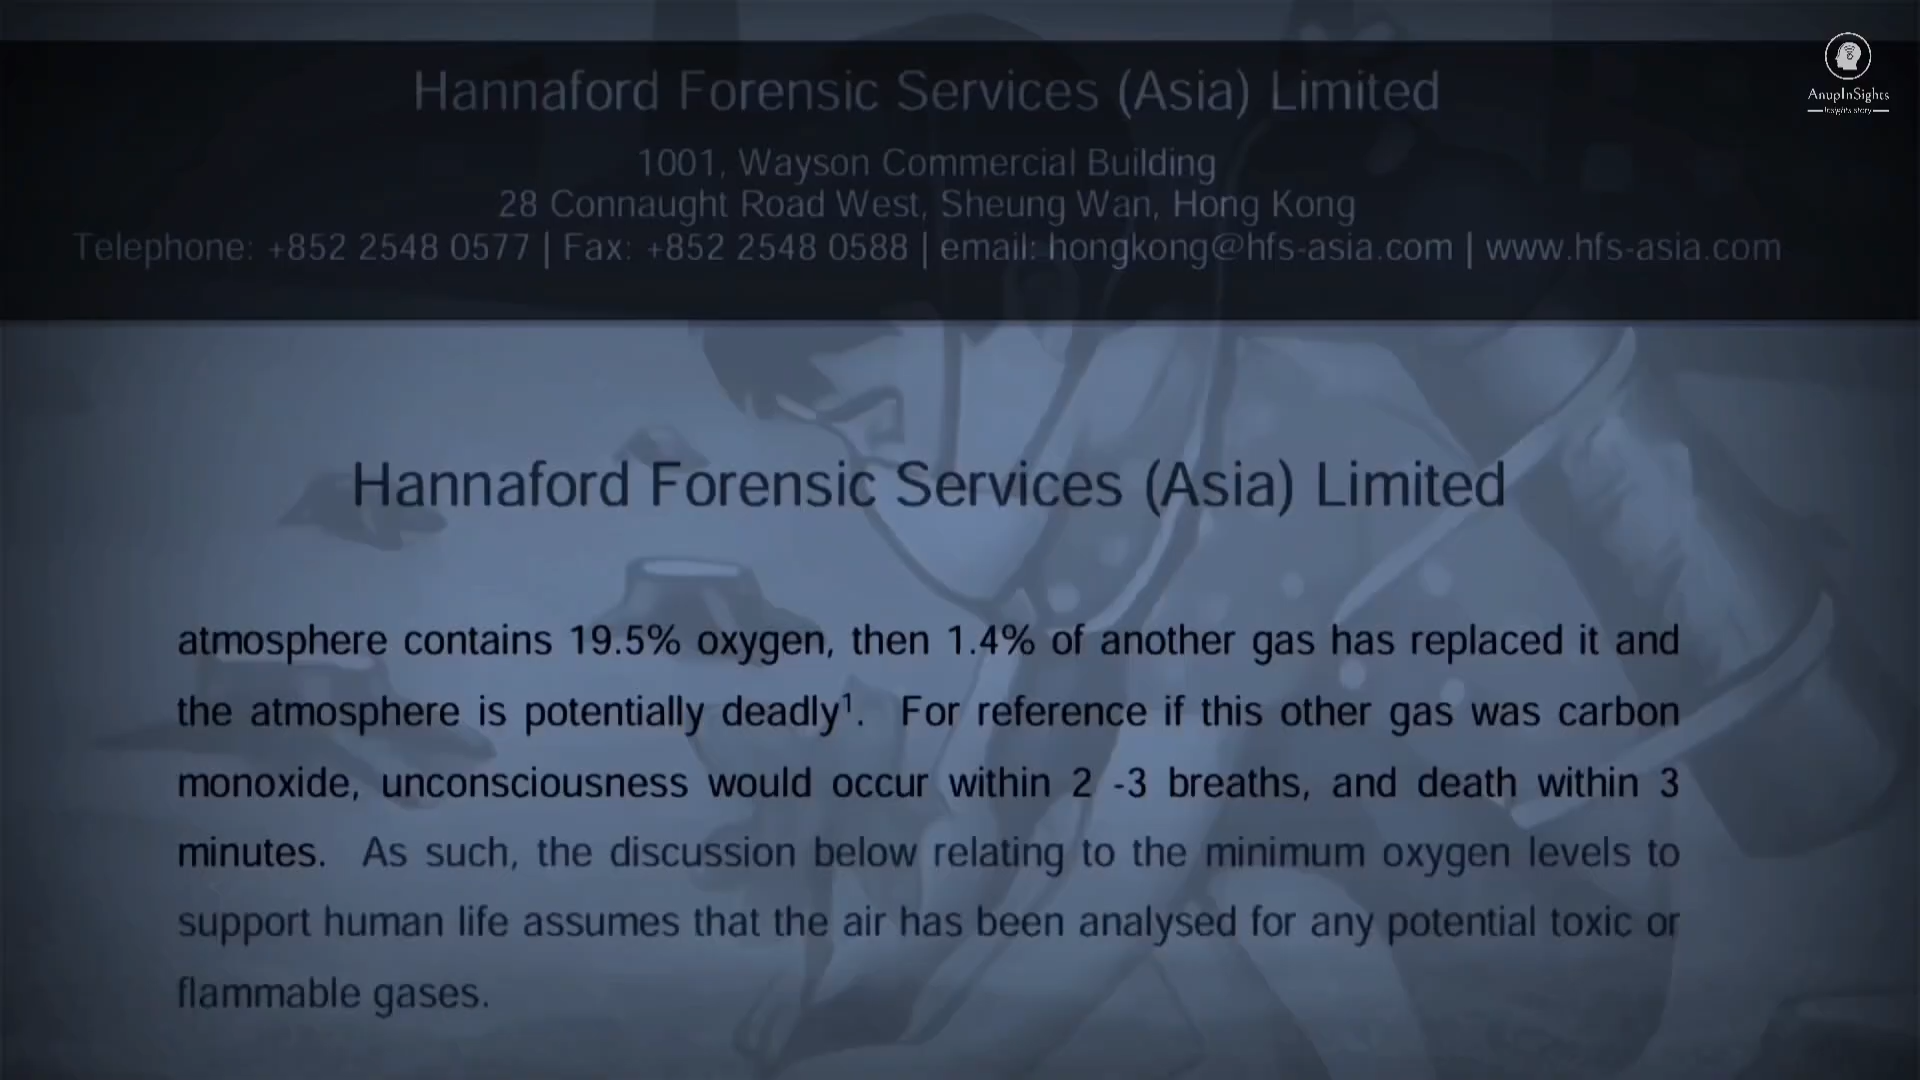 Hannaford Forensic Services (Asia) Limited
1001, Wayson Commercial Building
28 Connaught Road West, Sheung Wan, Hong Kong
Telephone: +852 2548 0577 | Fax: +852 2548 0588 | email: hongkong@hfs-asia.com | www.hfs-asia.com
AnupInSights
Insights story
Hannaford Forensic Services (Asia) Limited
atmosphere contains 19.5% oxygen, then 1.4% of another gas has replaced it and
the atmosphere is potentially deadly¹. For reference if this other gas was carbon
monoxide, unconsciousness would occur within 2 -3 breaths, and death within 3
minutes. As such, the discussion below relating to the minimum oxygen levels to
support human life assumes that the air has been analysed for any potential toxic or
flammable gases.